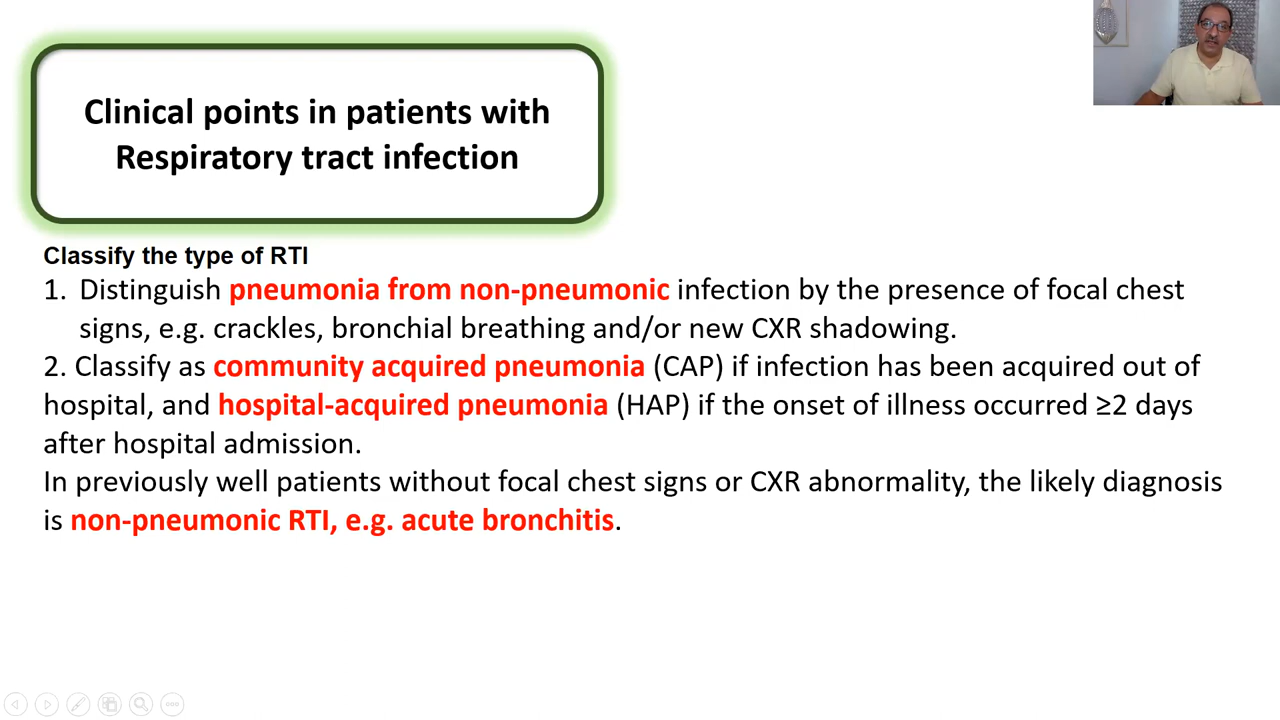 Clinical points in patients with
Respiratory tract infection
Classify the type of RTI
1. Distinguish pneumonia from non-pneumonic infection by the presence of focal chest
signs, e.g. crackles, bronchial breathing and/or new CXR shadowing.
2. Classify as community acquired pneumonia (CAP) if infection has been acquired out of
hospital, and hospital-acquired pneumonia (HAP) if the onset of illness occurred ≥2 days
after hospital admission.
In previously well patients without focal chest signs or CXR abnormality, the likely diagnosis
is non-pneumonic RTI, e.g. acute bronchitis.